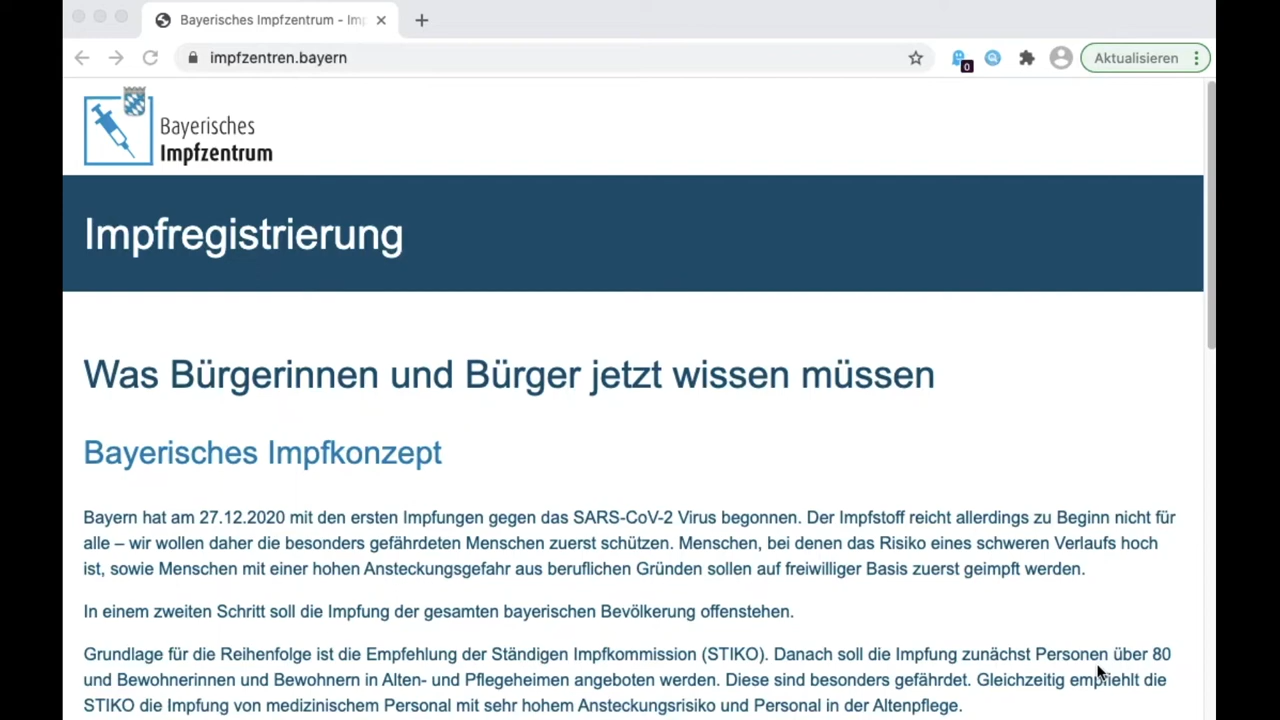 Bayerisches Impfzentrum - Im
impfzentren.bayern
0
Aktualisieren
Bayerisches
Impfzentrum
Impfregistrierung
Was Bürgerinnen und Bürger jetzt wissen müssen
Bayerisches Impfkonzept
Bayern hat am 27.12.2020 mit den ersten Impfungen gegen das SARS-CoV-2 Virus begonnen. Der Impfstoff reicht allerdings zu Beginn nicht für
alle – wir wollen daher die besonders gefährdeten Menschen zuerst schützen. Menschen, bei denen das Risiko eines schweren Verlaufs hoch
ist, sowie Menschen mit einer hohen Ansteckungsgefahr aus beruflichen Gründen sollen auf freiwilliger Basis zuerst geimpft werden.
In einem zweiten Schritt soll die Impfung der gesamten bayerischen Bevölkerung offenstehen.
Grundlage für die Reihenfolge ist die Empfehlung der Ständigen Impfkommission (STIKO). Danach soll die Impfung zunächst Personen über 80
und Bewohnerinnen und Bewohnern in Alten- und Pflegeheimen angeboten werden. Diese sind besonders gefährdet. Gleichzeitig empfiehlt die
STIKO die Impfung von medizinischem Personal mit sehr hohem Ansteckungsrisiko und Personal in der Altenpflege.